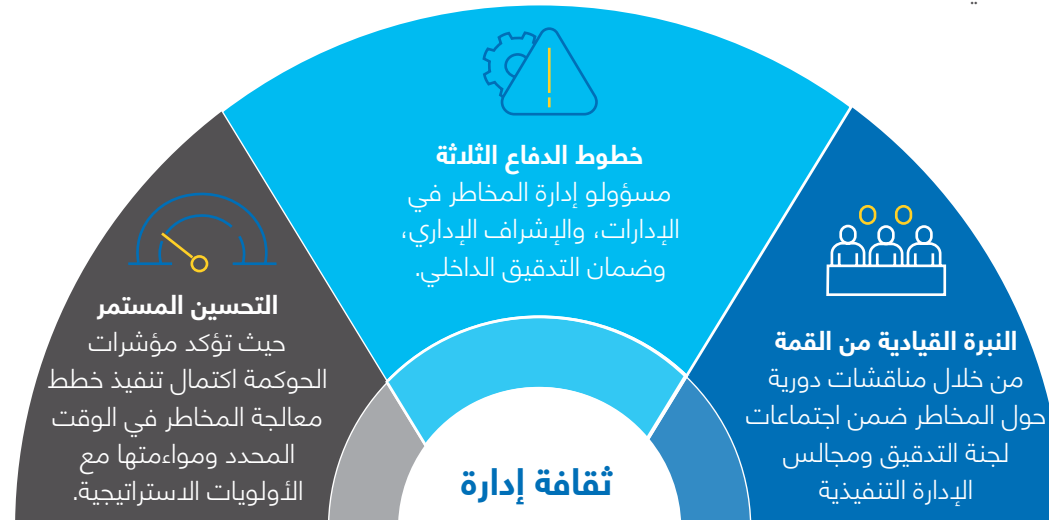 النبرة القيادية من القمة
من خلال مناقشات دورية
حول المخاطر ضمن اجتماعات
لجنة التدقيق ومجالس
الإدارة التنفيذية
خطوط الدفاع الثلاثة
مسؤولو إدارة المخاطر في
الإدارات، والإشراف الإداري،
وضمان التدقيق الداخلي.
التحسين المستمر
حيث تؤكد مؤشرات
الحوكمة اكتمال تنفيذ خطط
معالجة المخاطر في الوقت
المحدد ومواءمتها مع
الأولويات الاستراتيجية.
ثقافة إدارة